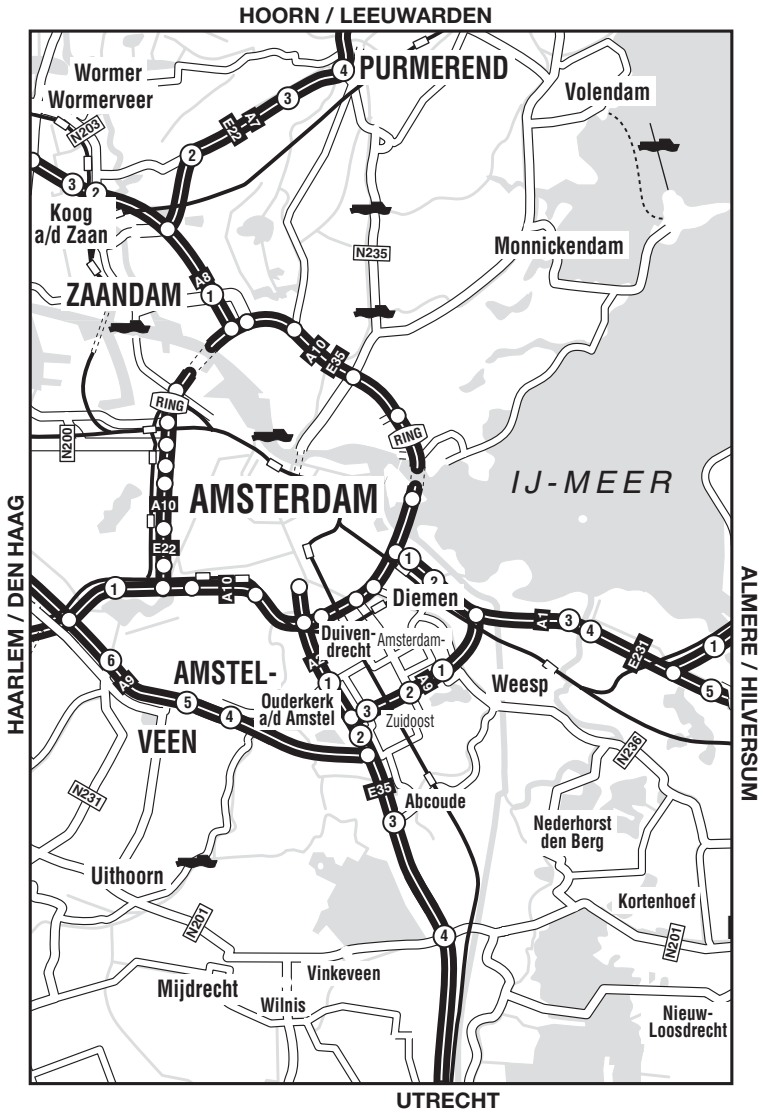 HOORN / LEEUWARDEN
PURMEREND
4
Wormer
Wormerveer
3
Volendam
E22
A7
N203
2
3
2
Koog
a/d Zaan
N235
Monnickendam
A8
1
ZAANDAM
A10
E35
RING
RING
N200
IJ-MEER
AMSTERDAM
A10
E22
HAARLEM / DEN HAAG
1
A10
1
2
Diemen
A1
3
4
ALMERE / HILVERSUM
Duiven-
drecht
Amsterdam-
E231
1
6
A9
AMSTEL-
1
A9
1
2
Weesp
5
5
4
Ouderkerk
a/d Amstel
3
Zuidoost
VEEN
2
N236
E35
N231
Abcoude
3
Nederhorst
den Berg
Uithoorn
Kortenhoef
N201
4
N201
Vinkeveen
Mijdrecht
Wilnis
Nieuw-
Loosdrecht
UTRECHT